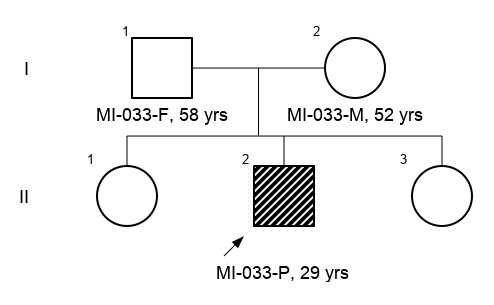 1
2
I
MI-033-F, 58 yrs
MI-033-M, 52 yrs
1
2
3
II
MI-033-P, 29 yrs